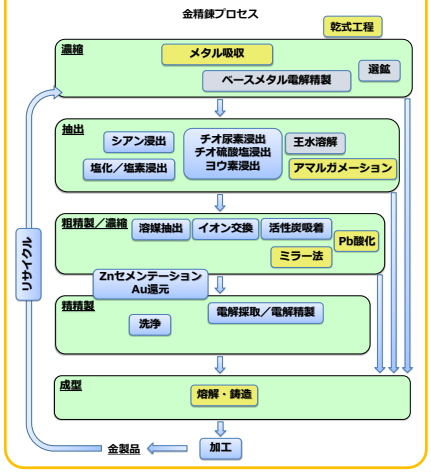 金精錬プロセス
乾式工程
濃縮
メタル吸収
選鉱
ベースメタル電解精製
抽出
シアン浸出
チオ尿素浸出
チオ硫酸塩浸出
ヨウ素浸出
王水溶解
塩化／塩素浸出
アマルガメーション
粗精製／濃縮
溶媒抽出
イオン交換
活性炭吸着
Pb酸化
ミラー法
リサイクル
Znセメンテーション
Au還元
精精製
洗浄
電解採取／電解精製
成型
熔解・鋳造
金製品
加工